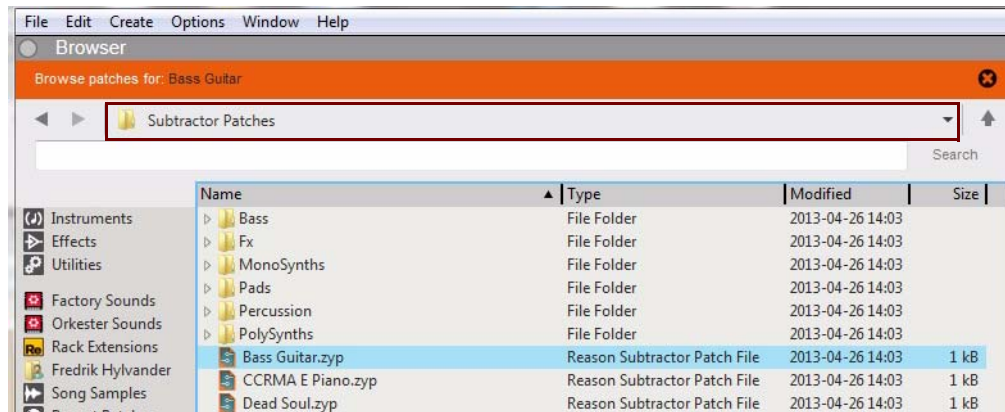 File Edit Create Options Window Help
Browser
Browse patches for: Bass Guitar
Subtractor Patches
Search
Name Type Modified Size
Instruments
Effects
Utilities
Factory Sounds
Orkester Sounds
Re Rack Extensions
Fredrik Hylvander
Song Samples
Bass File Folder 2013-04-26 14:03
Fx File Folder 2013-04-26 14:03
MonoSynths File Folder 2013-04-26 14:03
Pads File Folder 2013-04-26 14:03
Percussion File Folder 2013-04-26 14:03
PolySynths File Folder 2013-04-26 14:03
Bass Guitar.zyp Reason Subtractor Patch File 2013-04-26 14:03 1 kB
CCRMA E Piano.zyp Reason Subtractor Patch File 2013-04-26 14:03 1 kB
Dead Soul.zyp Reason Subtractor Patch File 2013-04-26 14:03 1 kB